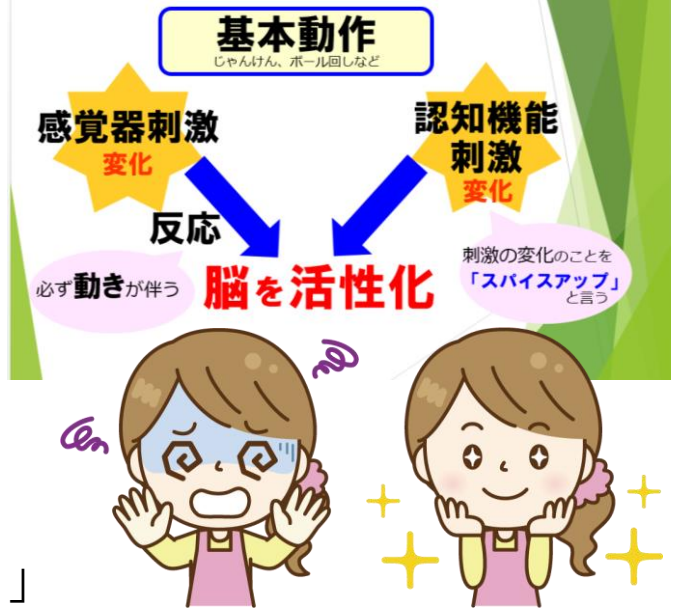 基本動作
じゃんけん、ボール回しなど
感覚器刺激
変化
認知機能
刺激
変化
反応
必ず動きが伴う
脳を活性化
刺激の変化のことを
「スパイスアップ」
と言う
」